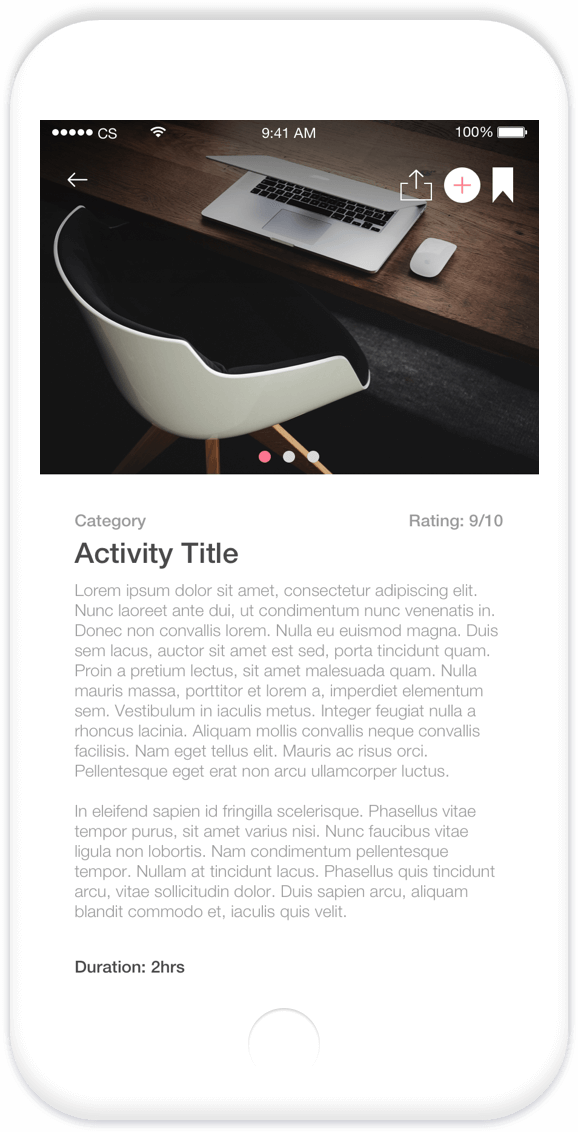 CS 9:41 AM 100%
Category Rating: 9/10
Activity Title
Lorem ipsum dolor sit amet, consectetur adipiscing elit.
Nunc laoreet ante dui, ut condimentum nunc venenatis in.
Donec non convallis lorem. Nulla eu euismod magna. Duis
sem lacus, auctor sit amet est sed, porta tincidunt quam.
Proin a pretium lectus, sit amet malesuada quam. Nulla
mauris massa, porttitor et lorem a, imperdiet elementum
sem. Vestibulum in iaculis metus. Integer feugiat nulla a
rhoncus lacinia. Aliquam mollis convallis neque convallis
facilisis. Nam eget tellus elit. Mauris ac risus orci.
Pellentesque eget erat non arcu ullamcorper luctus.
In eleifend sapien id fringilla scelerisque. Phasellus vitae
tempor purus, sit amet varius nisi. Nunc faucibus vitae
ligula non lobortis. Nam condimentum pellentesque
tempor. Nullam at tincidunt lacus. Phasellus quis tincidunt
arcu, vitae sollicitudin dolor. Duis sapien arcu, aliquam
blandit commodo et, iaculis quis velit.
Duration: 2hrs